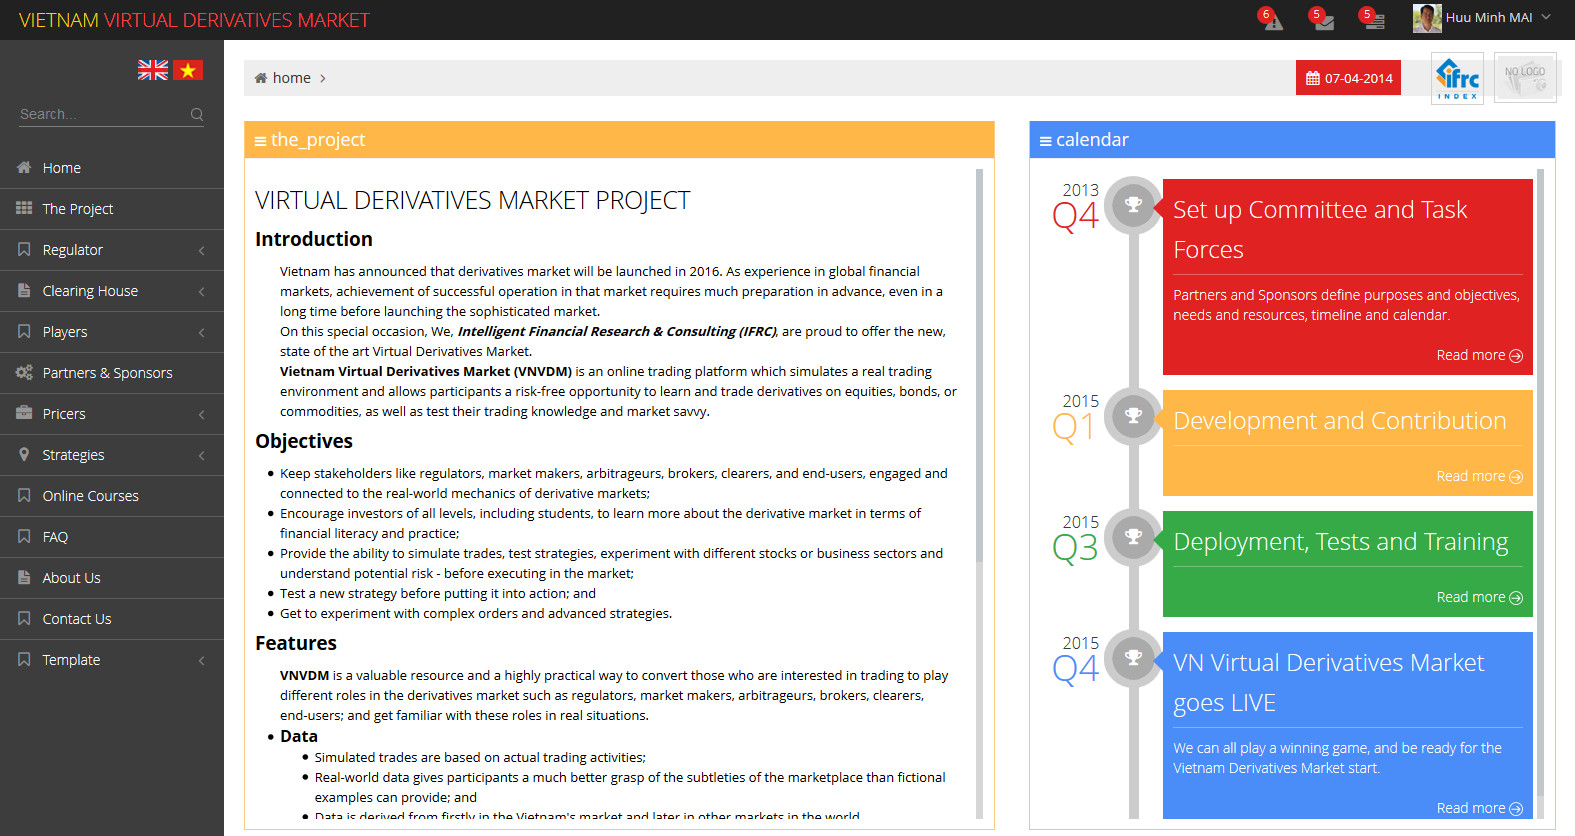 VIETNAM VIRTUAL DERIVATIVES MARKET
6
5
5
Huu Minh MAI
Search...
Home
The Project
Regulator
Clearing House
Players
Partners & Sponsors
Pricers
Strategies
Online Courses
FAQ
About Us
Contact Us
Template
home
07-04-2014
ifrc
INDEX
NO LOGO
the_project
VIRTUAL DERIVATIVES MARKET PROJECT
Introduction
Vietnam has announced that derivatives market will be launched in 2016. As experience in global financial
markets, achievement of successful operation in that market requires much preparation in advance, even in a
long time before launching the sophisticated market.
On this special occasion, We, Intelligent Financial Research & Consulting (IFRC), are proud to offer the new,
state of the art Virtual Derivatives Market.
Vietnam Virtual Derivatives Market (VNVDM) is an online trading platform which simulates a real trading
environment and allows participants a risk-free opportunity to learn and trade derivatives on equities, bonds, or
commodities, as well as test their trading knowledge and market savvy.
Objectives
Keep stakeholders like regulators, market makers, arbitrageurs, brokers, clearers, and end-users, engaged and
connected to the real-world mechanics of derivative markets;
Encourage investors of all levels, including students, to learn more about the derivative market in terms of
financial literacy and practice;
Provide the ability to simulate trades, test strategies, experiment with different stocks or business sectors and
understand potential risk - before executing in the market;
Test a new strategy before putting it into action; and
Get to experiment with complex orders and advanced strategies.
Features
VNVDM is a valuable resource and a highly practical way to convert those who are interested in trading to play
different roles in the derivatives market such as regulators, market makers, arbitrageurs, brokers, clearers,
end-users; and get familiar with these roles in real situations.
Data
Simulated trades are based on actual trading activities;
Real-world data gives participants a much better grasp of the subtleties of the marketplace than fictional
examples can provide; and
Data is derived from firstly in the Vietnam's market and later in other markets in the world
calendar
2013
Q4
Set up Committee and Task
Forces
Partners and Sponsors define purposes and objectives,
needs and resources, timeline and calendar.
Read more
2015
Q1
Development and Contribution
Read more
2015
Q3
Deployment, Tests and Training
Read more
2015
Q4
VN Virtual Derivatives Market
goes LIVE
We can all play a winning game, and be ready for the
Vietnam Derivatives Market start.
Read more